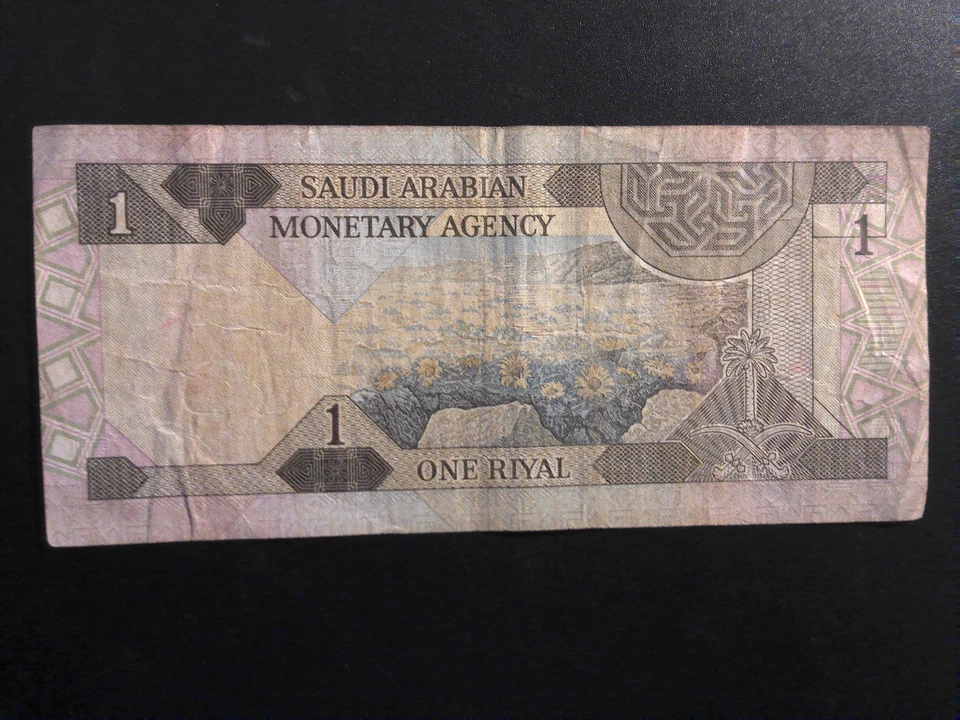 1
SAUDI ARABIAN
MONETARY AGENCY
1
1
ONE RIYAL